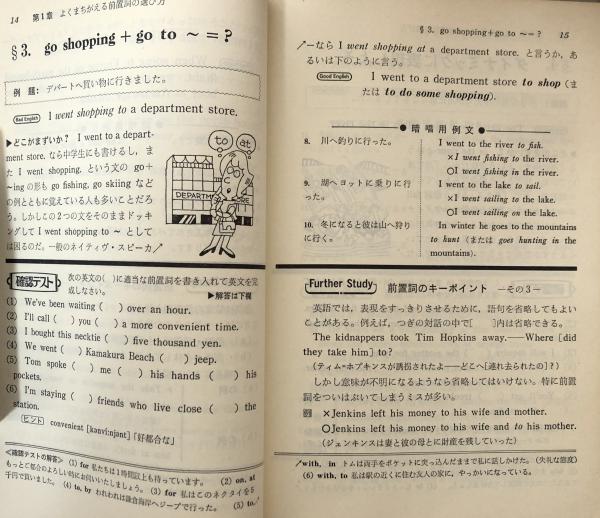 14 第1章 よくまちがえる前置詞の選び方
§3. go shopping + go to ~ = ?
例 題: デパートへ買い物に行きました。
Bad English I went shopping to a department store.
▶どこがまずいか? I went to a depart-
ment store. なら中学生にも書けるし, ま
た I went shopping. という文の go+
~ing の形も go fishing, go skiing など
の例とともに覚えている人も多いことだろ
う。しかしこの2つの文をそのままドッキ
ングして I went shopping to ~ として
は困るのだ。一般のネイティヴ・スピーカ↗
to at
DEPARTMENT STORE
確認テスト 次の英文の( )に適当な前置詞を書き入れて英文を完
成しなさい。 ▶解答は下欄
(1) We've been waiting ( ) over an hour.
(2) I'll call ( ) you ( ) a more convenient time.
(3) I bought this necktie ( ) five thousand yen.
(4) We went ( ) Kamakura Beach ( ) jeep.
(5) Tom spoke ( ) me ( ) his hands ( ) his
pockets.
(6) I'm staying ( ) friends who live close ( ) the
station.
ヒント convenient [kənvíːnjənt]「好都合な」
≪確認テストの解答≫ (1) for 私たちは1時間以上も待っています。 (2) on, at
もっとご都合のよろしい時にお伺いいたしましょう。 (3) for 私はこのネクタイを5
千円で買いました。 (4) to, by われわれは鎌倉海岸へジープで行った。 (5) to,↗
§3. go shopping+go to ~=? 15
↗ーなら I went shopping at a department store. と言うか, あ
るいは下のように言う。
Good English I went to a department store to shop (ま
たは to do some shopping).
●暗唱用例文●
8. 川へ釣りに行った。 I went to the river to fish.
×I went fishing to the river.
○I went fishing in the river.
9. 湖へヨットに乗りに行っ
た。 I went to the lake to sail.
×I went sailing to the lake.
○I went sailing on the lake.
10. 冬になると彼は山へ狩り
に行く。 In winter he goes to the mountains
to hunt (または goes hunting in the
mountains).
Further Study 前置詞のキーポイント —その3—
英語では, 表現をすっきりさせるために, 語句を省略してもよい
ことがある。例えば, つぎの対話の中で[ ]内は省略できる。
The kidnappers took Tim Hopkins away.—Where [did
they take him] to?
(ティム=ホプキンスが誘拐されたよ——どこへ[連れ去られたの]?)
しかし意味が不明になるようなら省略してはいけない。特に前置
詞をついはぶいてしまうミスが多い。
例 ×Jenkins left his money to his wife and mother.
○Jenkins left his money to his wife and to his mother.
(ジェンキンスは妻と彼の母とに財産を残していった)
↗with, in トムは両手をポケットに突っ込んだままで私に話しかけた。(失礼な態度)
(6) with, to 私は駅の近くに住む友人の家に, やっかいになっている。